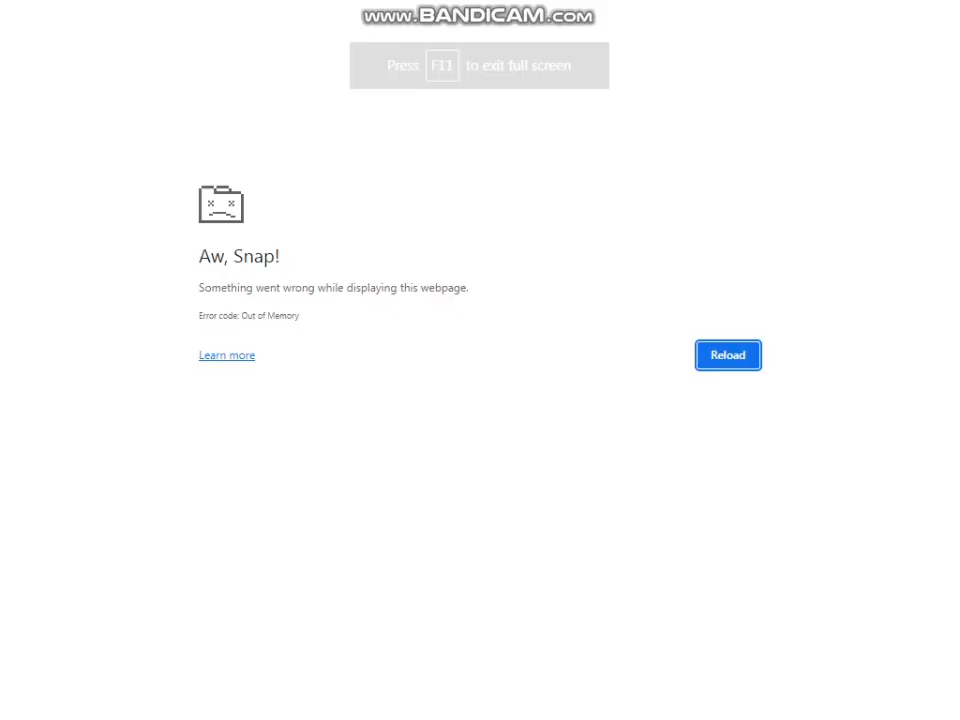 www.BANDICAM.com
Press F11 to exit full screen
Aw, Snap!
Something went wrong while displaying this webpage.
Error code: Out of Memory
Learn more
Reload